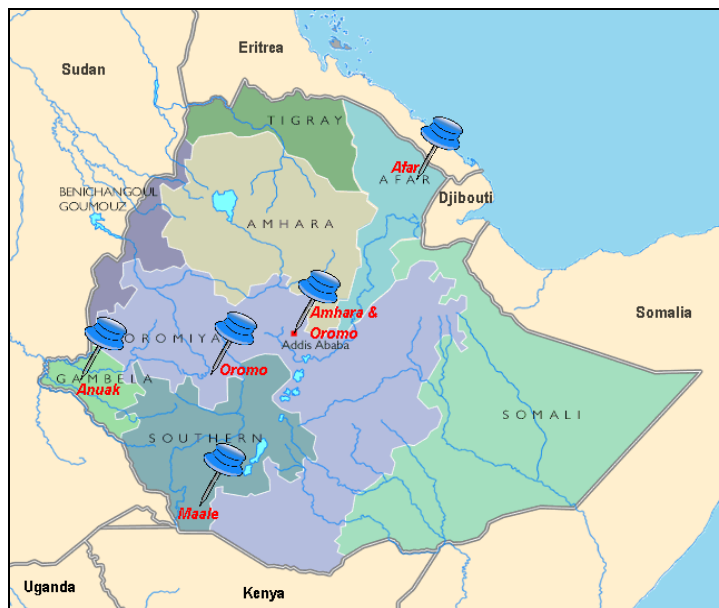 Eritrea
Sudan
TIGRAY
Afar
AFAR
BENICHANGOUL
GOUMOUZ
Djibouti
AMHARA
Amhara &
Oromo
Somalia
OROMIYA
Addis Ababa
GAMBELA
Anuak
Oromo
SOMALI
SOUTHERN
Maale
Uganda
Kenya